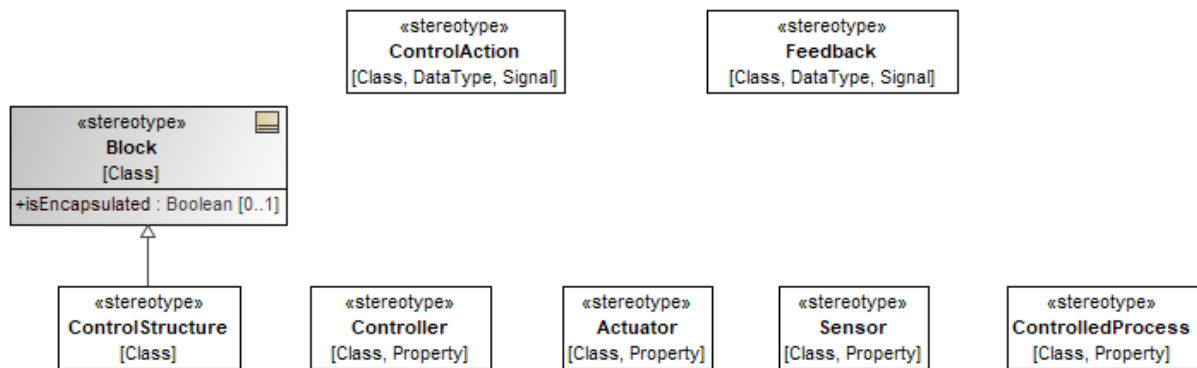 «stereotype»
ControlAction
[Class, DataType, Signal]
«stereotype»
Feedback
[Class, DataType, Signal]
«stereotype»
Block
[Class]
+isEncapsulated : Boolean [0..1]
«stereotype»
ControlStructure
[Class]
«stereotype»
Controller
[Class, Property]
«stereotype»
Actuator
[Class, Property]
«stereotype»
Sensor
[Class, Property]
«stereotype»
ControlledProcess
[Class, Property]